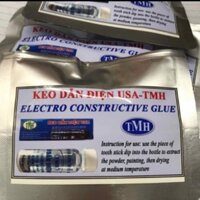 KEO DÁN ĐIỆN USA-TMH
ELECTRO CONSTRUCTIVE GLUE
TMH
Instruction for use: use the piece of
tooth stick dip into the bottle to extract
the powder, painting, then drying
at medium temperature